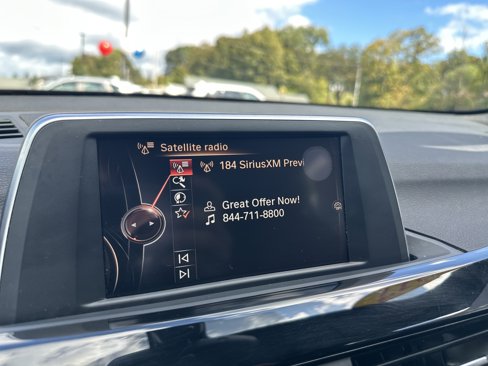 Satellite radio
184 SiriusXM Previ
Great Offer Now!
844-711-8800